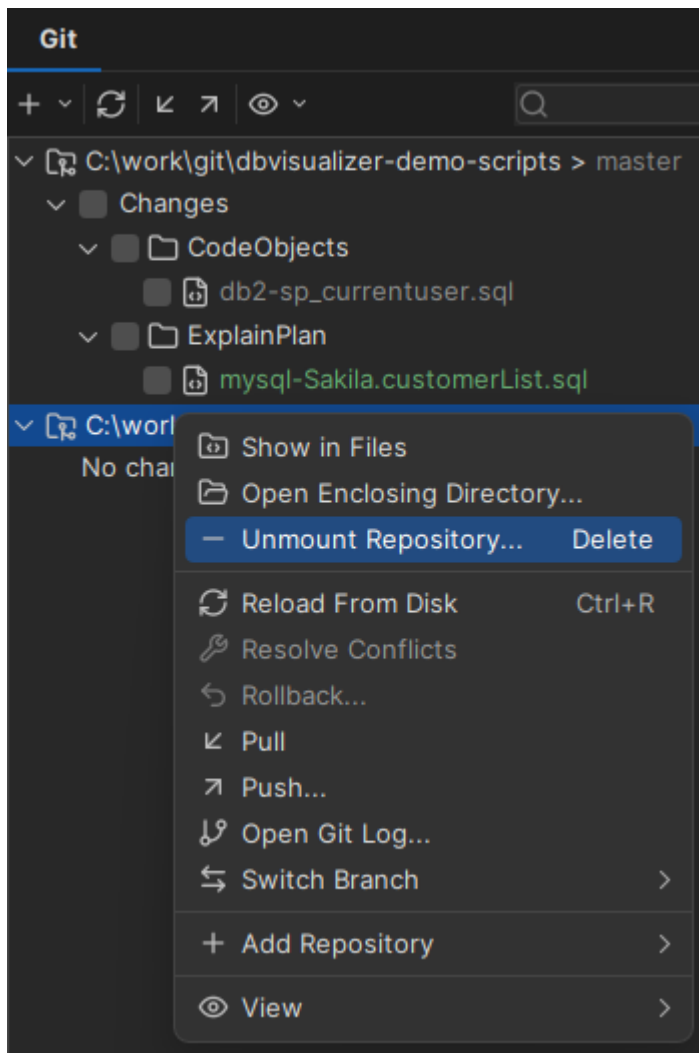 Git
C:\work\git\dbvisualizer-demo-scripts > master
Changes
CodeObjects
db2-sp_currentuser.sql
ExplainPlan
mysql-Sakila.customerList.sql
C:\work
No chan
Show in Files
Open Enclosing Directory...
Unmount Repository... Delete
Reload From Disk Ctrl+R
Resolve Conflicts
Rollback...
Pull
Push...
Open Git Log...
Switch Branch
Add Repository
View